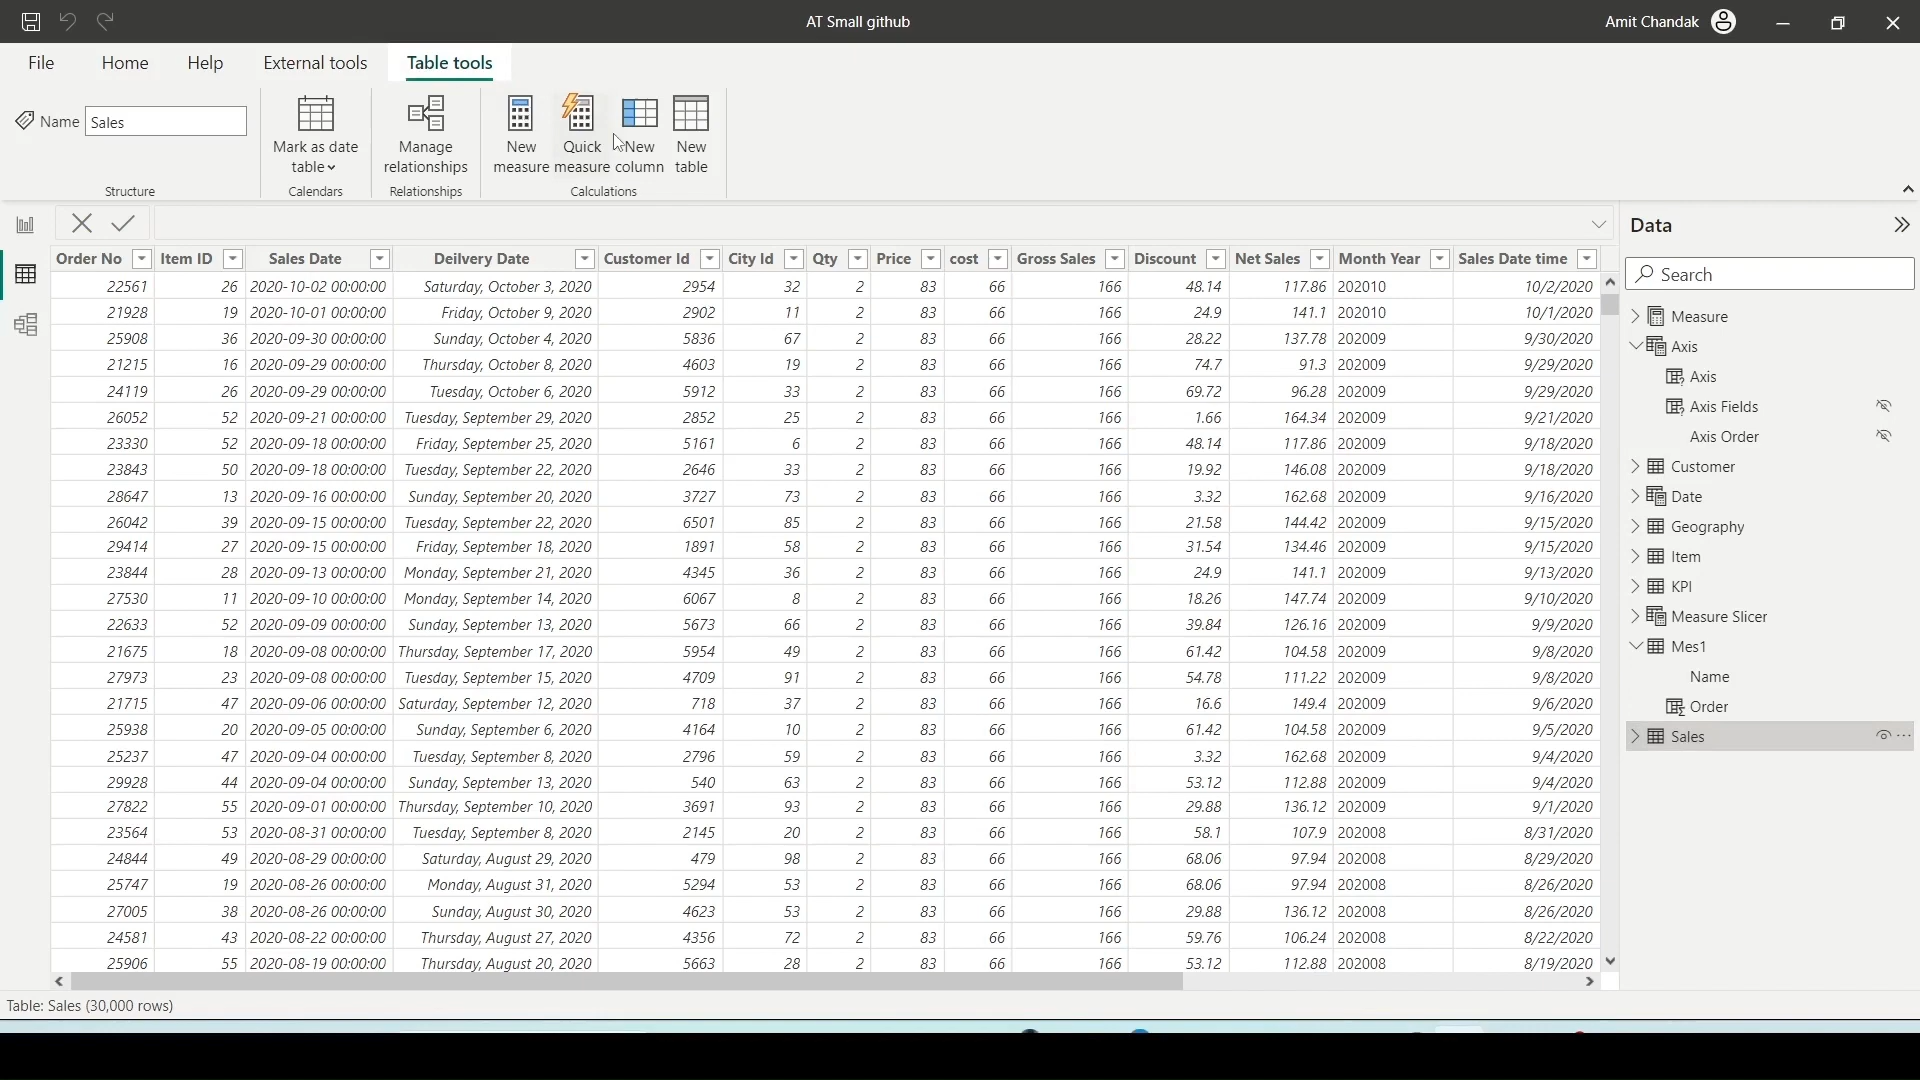 AT Small github
Amit Chandak
File Home Help External tools Table tools
Name Sales
Mark as date table
Manage relationships
New measure
Quick measure
New column
New table
Structure Calendars Relationships Calculations
Data
Search
Order No Item ID Sales Date Deilvery Date Customer Id City Id Qty Price cost Gross Sales Discount Net Sales Month Year Sales Date time
22561 26 2020-10-02 00:00:00 Saturday, October 3, 2020 2954 32 2 83 66 166 48.14 117.86 202010 10/2/2020
21928 19 2020-10-01 00:00:00 Friday, October 9, 2020 2902 11 2 83 66 166 24.9 141.1 202010 10/1/2020
25908 36 2020-09-30 00:00:00 Sunday, October 4, 2020 5836 67 2 83 66 166 28.22 137.78 202009 9/30/2020
21215 16 2020-09-29 00:00:00 Thursday, October 8, 2020 4603 19 2 83 66 166 74.7 91.3 202009 9/29/2020
24119 26 2020-09-29 00:00:00 Tuesday, October 6, 2020 5912 33 2 83 66 166 69.72 96.28 202009 9/29/2020
26052 52 2020-09-21 00:00:00 Tuesday, September 29, 2020 2852 25 2 83 66 166 1.66 164.34 202009 9/21/2020
23330 52 2020-09-18 00:00:00 Friday, September 25, 2020 5161 6 2 83 66 166 48.14 117.86 202009 9/18/2020
23843 50 2020-09-18 00:00:00 Tuesday, September 22, 2020 2646 33 2 83 66 166 19.92 146.08 202009 9/18/2020
28647 13 2020-09-16 00:00:00 Sunday, September 20, 2020 3727 73 2 83 66 166 3.32 162.68 202009 9/16/2020
26042 39 2020-09-15 00:00:00 Tuesday, September 22, 2020 6501 85 2 83 66 166 21.58 144.42 202009 9/15/2020
29414 27 2020-09-15 00:00:00 Friday, September 18, 2020 1891 58 2 83 66 166 31.54 134.46 202009 9/15/2020
23844 28 2020-09-13 00:00:00 Monday, September 21, 2020 4345 36 2 83 66 166 24.9 141.1 202009 9/13/2020
27530 11 2020-09-10 00:00:00 Monday, September 14, 2020 6067 8 2 83 66 166 18.26 147.74 202009 9/10/2020
22633 52 2020-09-09 00:00:00 Sunday, September 13, 2020 5673 66 2 83 66 166 39.84 126.16 202009 9/9/2020
21675 18 2020-09-08 00:00:00 Thursday, September 17, 2020 5954 49 2 83 66 166 61.42 104.58 202009 9/8/2020
27973 23 2020-09-08 00:00:00 Tuesday, September 15, 2020 4709 91 2 83 66 166 54.78 111.22 202009 9/8/2020
21715 47 2020-09-06 00:00:00 Saturday, September 12, 2020 718 37 2 83 66 166 16.6 149.4 202009 9/6/2020
25938 20 2020-09-05 00:00:00 Sunday, September 6, 2020 4164 10 2 83 66 166 61.42 104.58 202009 9/5/2020
25237 47 2020-09-04 00:00:00 Tuesday, September 8, 2020 2796 59 2 83 66 166 3.32 162.68 202009 9/4/2020
29928 44 2020-09-04 00:00:00 Sunday, September 13, 2020 540 63 2 83 66 166 53.12 112.88 202009 9/4/2020
27822 55 2020-09-01 00:00:00 Thursday, September 10, 2020 3691 93 2 83 66 166 29.88 136.12 202009 9/1/2020
23564 53 2020-08-31 00:00:00 Tuesday, September 8, 2020 2145 20 2 83 66 166 58.1 107.9 202008 8/31/2020
24844 49 2020-08-29 00:00:00 Saturday, August 29, 2020 479 98 2 83 66 166 68.06 97.94 202008 8/29/2020
25747 19 2020-08-26 00:00:00 Monday, August 31, 2020 5294 53 2 83 66 166 68.06 97.94 202008 8/26/2020
27005 38 2020-08-26 00:00:00 Sunday, August 30, 2020 4623 53 2 83 66 166 29.88 136.12 202008 8/26/2020
24581 43 2020-08-22 00:00:00 Thursday, August 27, 2020 4356 72 2 83 66 166 59.76 106.24 202008 8/22/2020
25906 55 2020-08-19 00:00:00 Thursday, August 20, 2020 5663 28 2 83 66 166 53.12 112.88 202008 8/19/2020
Measure
Axis
Axis
Axis Fields
Axis Order
Customer
Date
Geography
Item
KPI
Measure Slicer
Mes1
Name
Order
Sales
Table: Sales (30,000 rows)